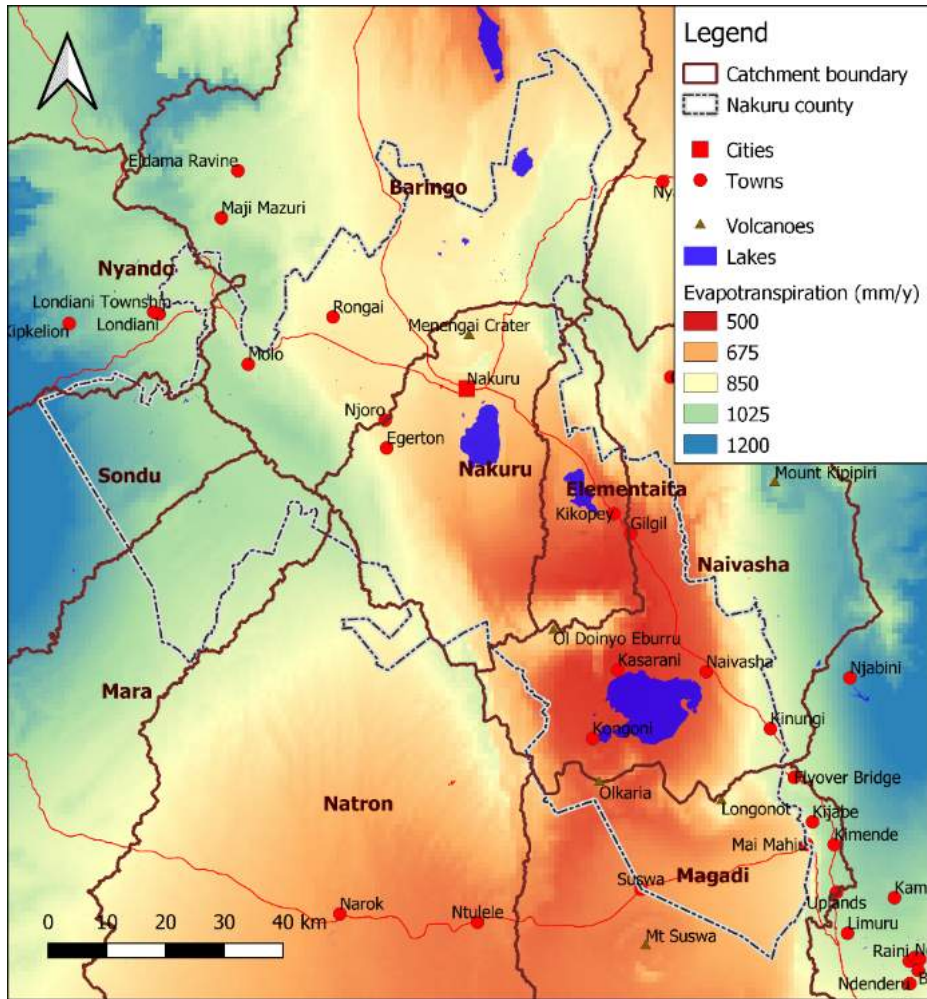 Legend
Catchment boundary
Nakuru county
Cities
Towns
Volcanoes
Lakes
Evapotranspiration (mm/y)
500
675
850
1025
1200
Eldama Ravine
Baringo
Maji Mazuri
Nyando
Londiani Township
Londiani
Kipkelion
Rongai
Menengai Crater
Molo
Nakuru
Njoro
Egerton
Sondu
Nakuru
Elementaita
Kikopey
Gilgil
Mount Kipipiri
Naivasha
Ol Doinyo Eburru
Kasarani
Naivasha
Njabini
Mara
Kongoni
Kinungi
Flyover Bridge
Olkaria
Longonot
Natron
Kijabe
Mai Mahiu
Kimende
Suswa
Magadi
Uplands
Kam
Narok
Ntulele
Limuru
Mt Suswa
Raini
Ndenderu
B
0 10 20 30 40 km